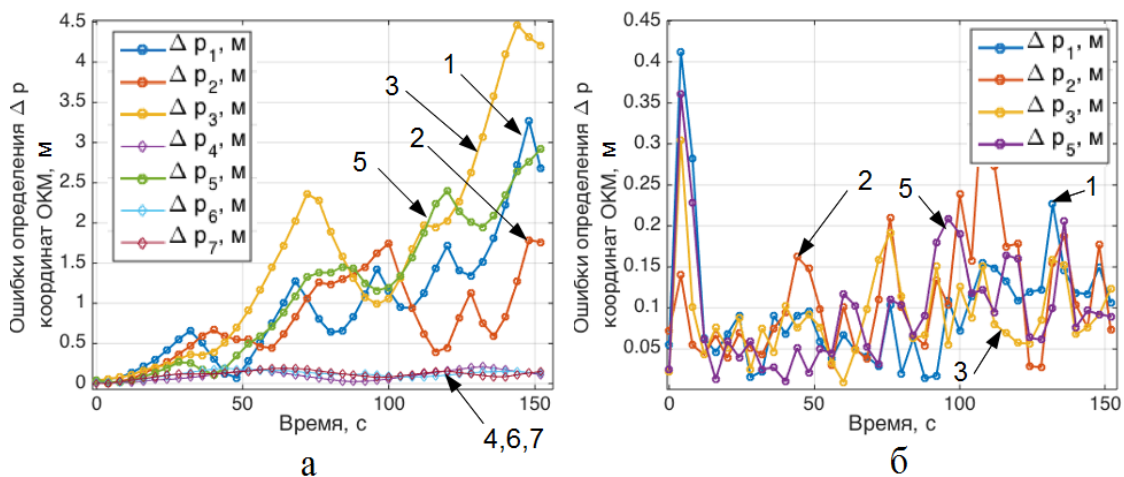 Ошибки определения Δ p
координат ОКМ, м
4.5
4
3.5
3
2.5
2
1.5
1
0.5
0
Δ p1, м
Δ p2, м
Δ p3, м
Δ p4, м
Δ p5, м
Δ p6, м
Δ p7, м
1
3
2
5
4,6,7
0
50
100
150
Время, с
а
Ошибки определения Δ p
координат ОКМ, м
0.45
0.4
0.35
0.3
0.25
0.2
0.15
0.1
0.05
Δ p1, м
Δ p2, м
Δ p3, м
Δ p5, м
2
5
1
3
0
50
100
150
Время, с
б